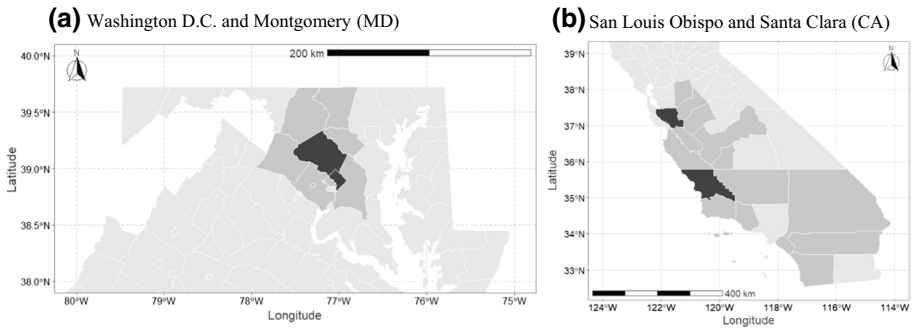 (a) Washington D.C. and Montgomery (MD)
200 km
N
40.0°N
39.5°N
39.0°N
38.5°N
38.0°N
Latitude
80°W 79°W 78°W 77°W 76°W 75°W
Longitude
(b) San Louis Obispo and Santa Clara (CA)
N
39°N
38°N
37°N
36°N
35°N
34°N
33°N
Latitude
400 km
124°W 122°W 120°W 118°W 116°W 114°W
Longitude